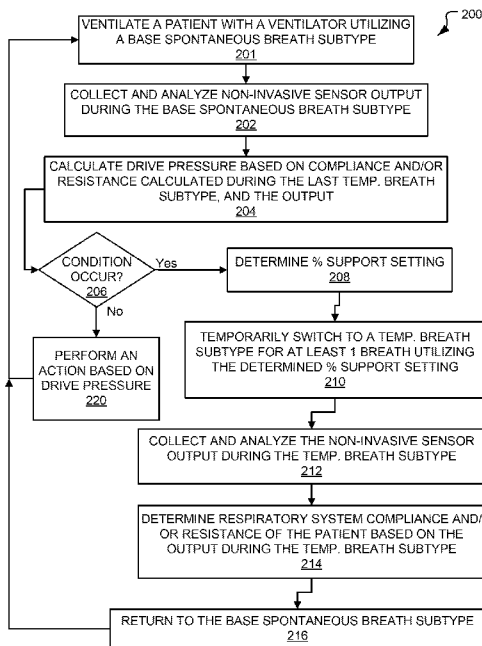 200
VENTILATE A PATIENT WITH A VENTILATOR UTILIZING
A BASE SPONTANEOUS BREATH SUBTYPE
201
COLLECT AND ANALYZE NON-INVASIVE SENSOR OUTPUT
DURING THE BASE SPONTANEOUS BREATH SUBTYPE
202
CALCULATE DRIVE PRESSURE BASED ON COMPLIANCE AND/OR
RESISTANCE CALCULATED DURING THE LAST TEMP. BREATH
SUBTYPE, AND THE OUTPUT
204
CONDITION
OCCUR?
206
Yes
No
DETERMINE % SUPPORT SETTING
208
TEMPORARILY SWITCH TO A TEMP. BREATH
SUBTYPE FOR AT LEAST 1 BREATH UTILIZING
THE DETERMINED % SUPPORT SETTING
210
PERFORM AN
ACTION BASED ON
DRIVE PRESSURE
220
COLLECT AND ANALYZE THE NON-INVASIVE SENSOR
OUTPUT DURING THE TEMP. BREATH SUBTYPE
212
DETERMINE RESPIRATORY SYSTEM COMPLIANCE AND/
OR RESISTANCE OF THE PATIENT BASED ON THE
OUTPUT DURING THE TEMP. BREATH SUBTYPE
214
RETURN TO THE BASE SPONTANEOUS BREATH SUBTYPE
216